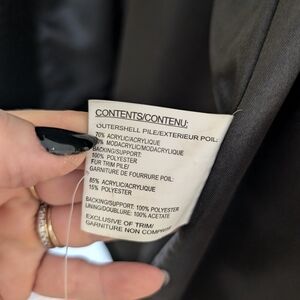 CONTENTS/CONTENU:
OUTERSHELL PILE/EXTERIEUR POIL:
70% ACRYLIC/ACRYLIQUE
MODACRYLIC/MODACRYLIQUE
BACKING/SUPPORT:
100% POLYESTER
FUR TRIM PILE/
GARNITURE DE FOURRURE POIL:
85% ACRYLIC/ACRYLIQUE
15% POLYESTER
BACKING/SUPPORT: 100% POLYESTER
LINING/DOUBLURE: 100% ACETATE
EXCLUSIVE OF TRIM/
GARNITURE NON COMPRISE